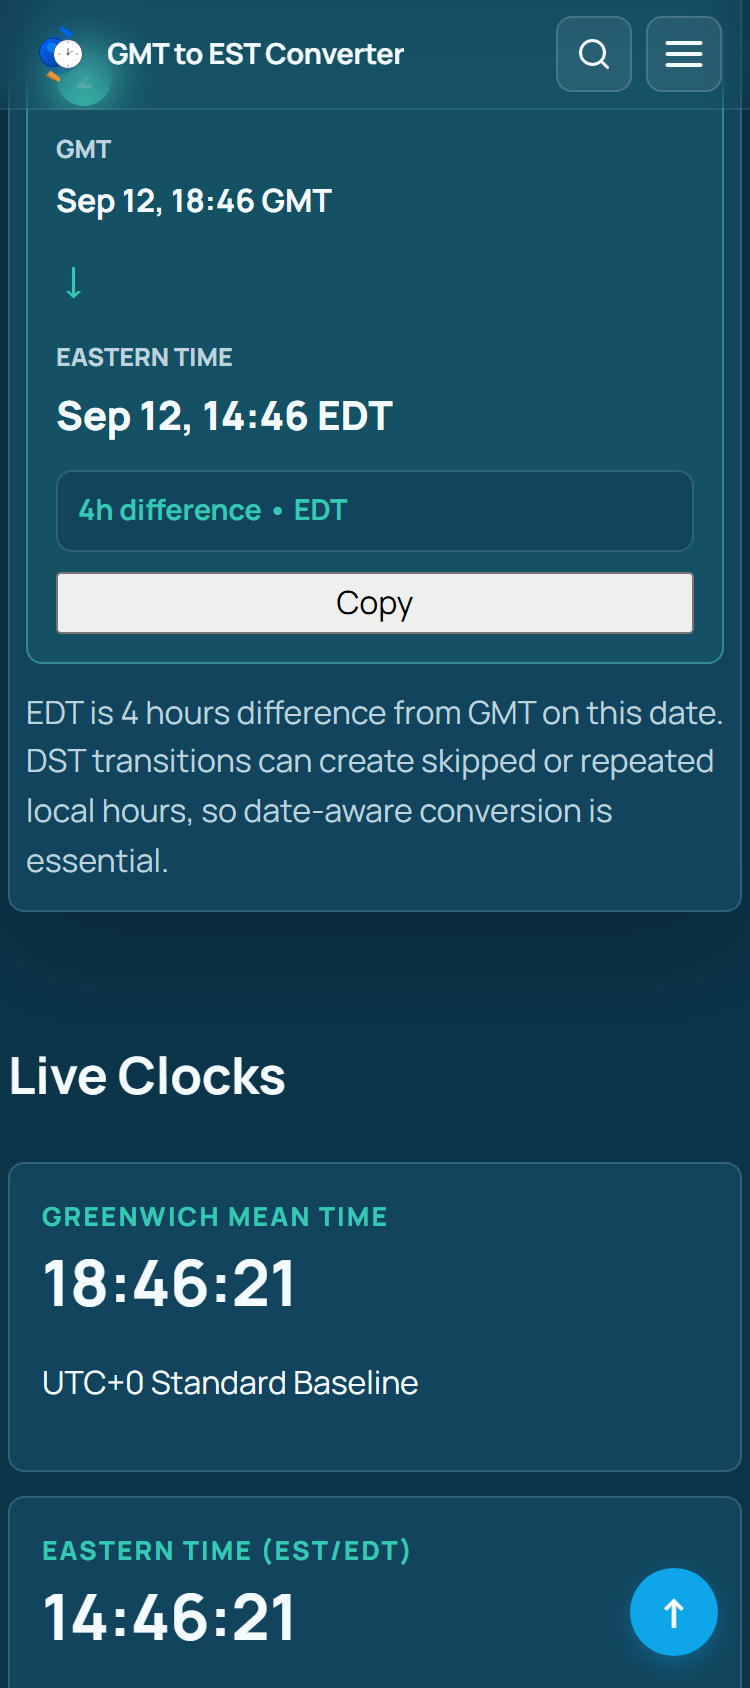 GMT to EST Converter
2
GMT
Sep 12, 18:46 GMT
↓
EASTERN TIME
Sep 12, 14:46 EDT
4h difference • EDT
Copy
EDT is 4 hours difference from GMT on this date.
DST transitions can create skipped or repeated
local hours, so date-aware conversion is
essential.
Live Clocks
GREENWICH MEAN TIME
18:46:21
UTC+0 Standard Baseline
EASTERN TIME (EST/EDT)
14:46:21
↑